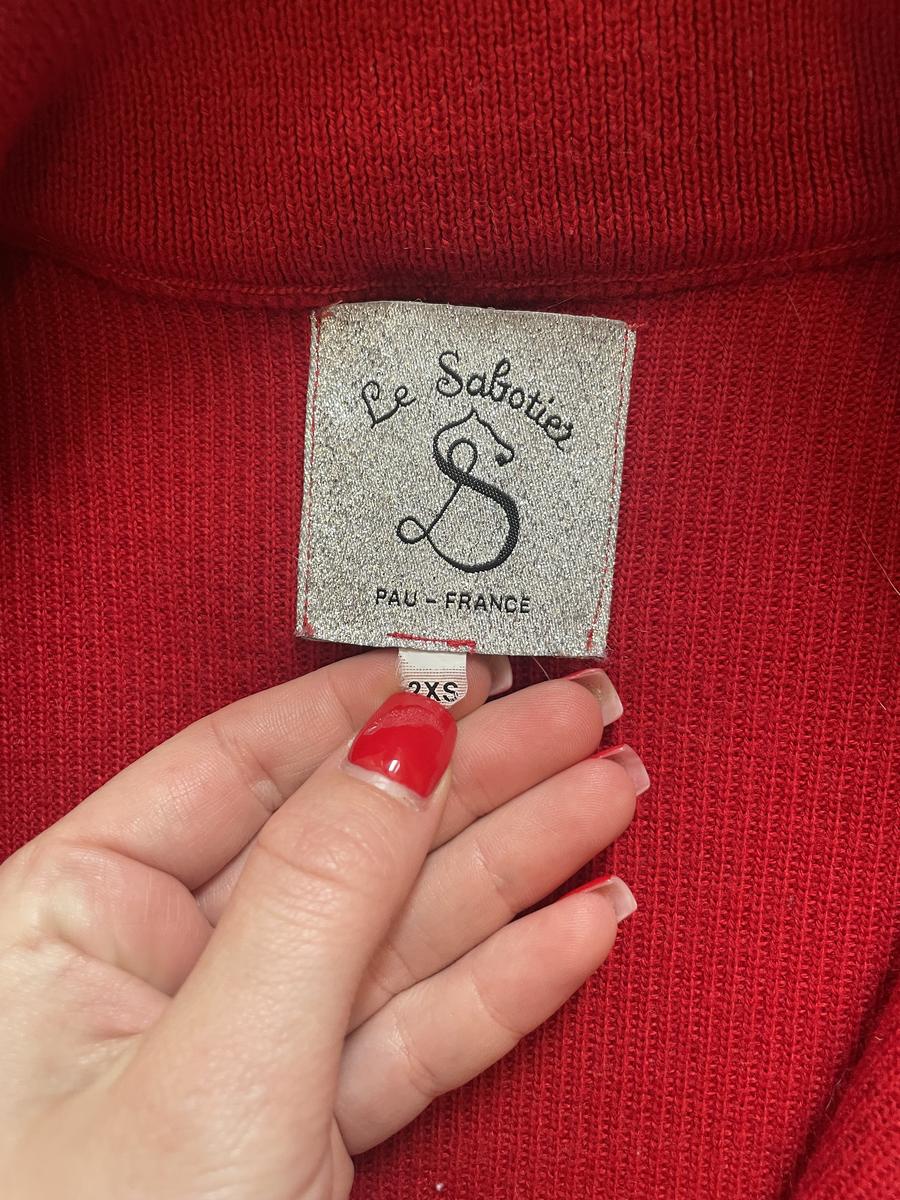 Le Sabotier
S
PAU - FRANCE
2XS